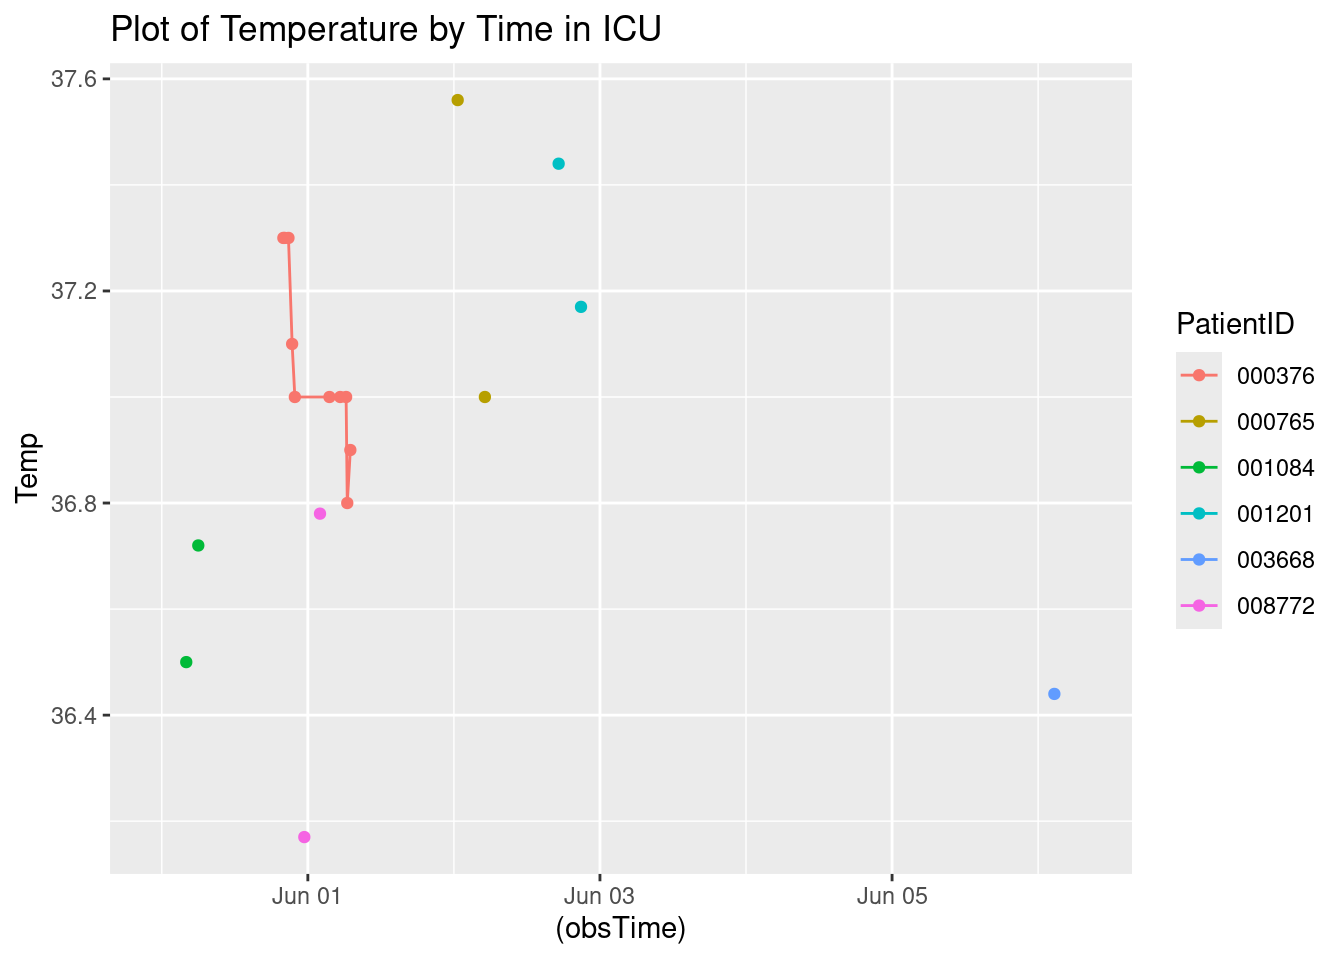 Plot of Temperature by Time in ICU
37.6
37.2
36.8
36.4
Temp
Jun 01
Jun 03
Jun 05
(obsTime)
PatientID
000376
000765
001084
001201
003668
008772